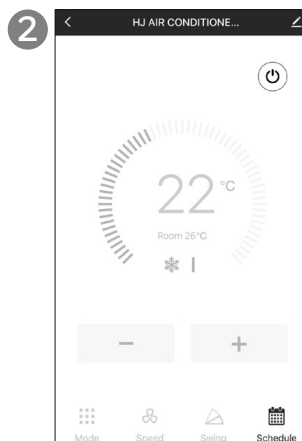 2
HJ AIR CONDITIONE...
22 °C
Room 26°C
− +
Mode Speed Swing Schedule